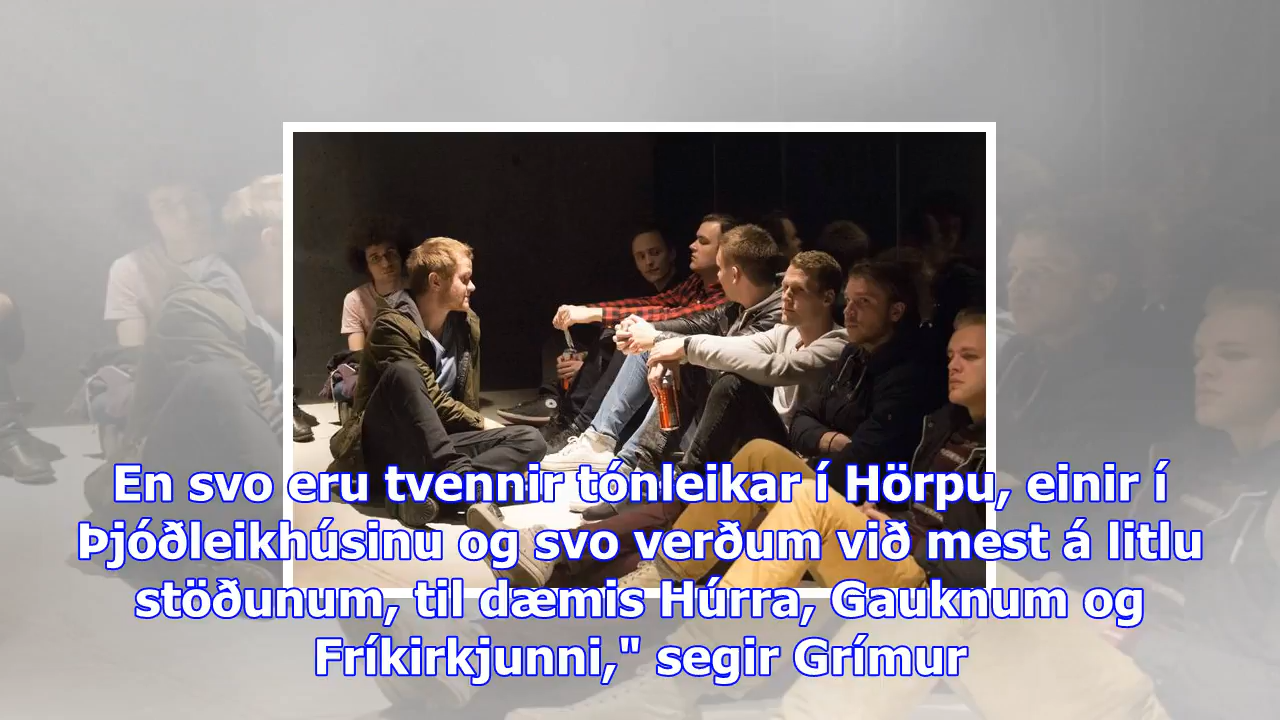 En svo eru tvennir tónleikar í Hörpu, einir í
Þjóðleikhúsinu og svo verðum við mest á litlu
stöðunum, til dæmis Húrra, Gauknum og
Fríkirkjunni," segir Grímur